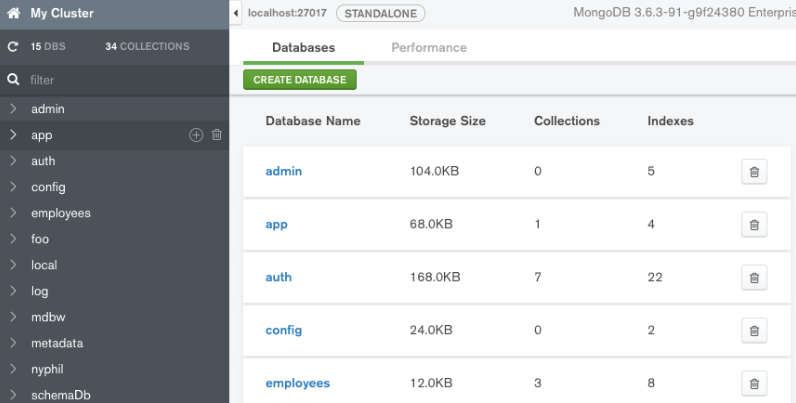 My Cluster
15 DBS 34 COLLECTIONS
filter
admin
app
auth
config
employees
foo
local
log
mdbw
metadata
nyphil
schemaDb
localhost:27017 STANDALONE MongoDB 3.6.3-91-g9f24380 Enterpris
Databases Performance
CREATE DATABASE
Database Name Storage Size Collections Indexes
admin 104.0KB 0 5
app 68.0KB 1 4
auth 168.0KB 7 22
config 24.0KB 0 2
employees 12.0KB 3 8